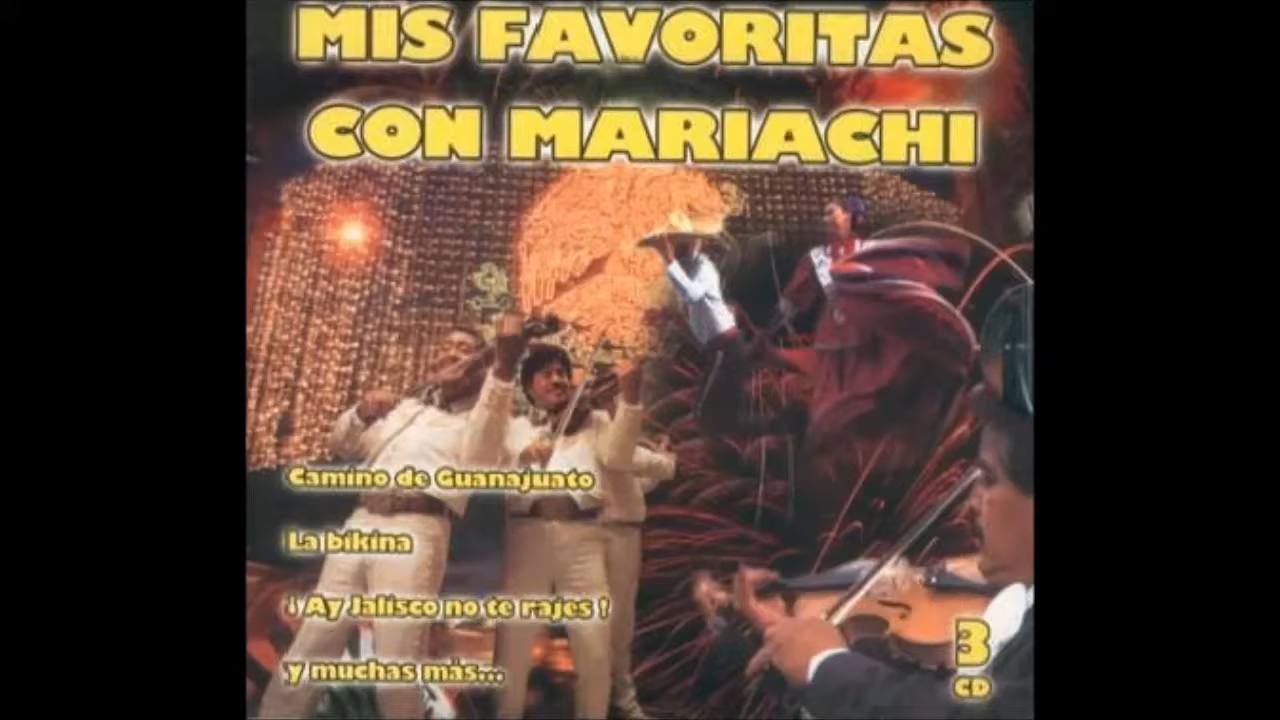 MIS FAVORITAS
CON MARIACHI
Camino de Guanajuato
La bikina
¡ Ay Jalisco no te rajes !
y muchas más...
3
CD